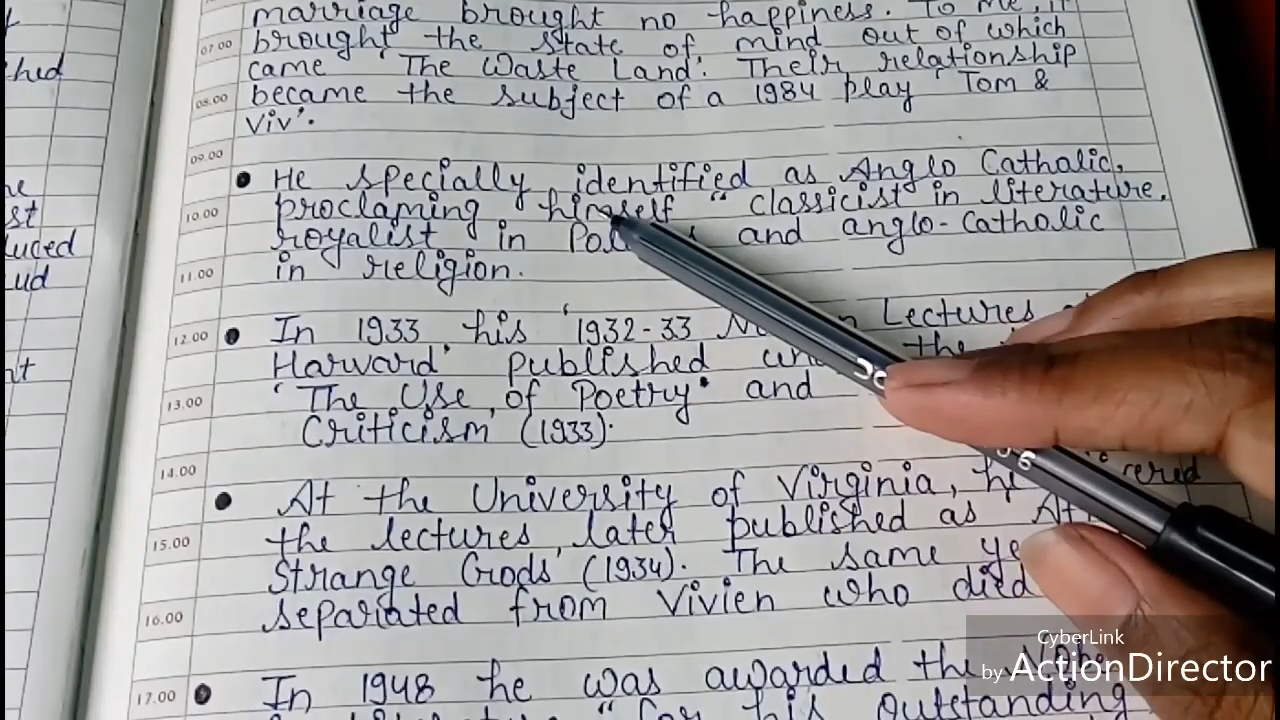 marriage brought no happiness. To me, it
07.00 brought the state of mind out of which
came 'The Waste Land'. Their relationship
08.00 became the subject of a 1984 play 'Tom &
Viv'.
09.00
• He specially identified as Anglo Catholic,
10.00 proclaming himself "classicist in literature.
royalist in and anglo-Catholic
11.00 in religion.
12.00 • In 1933 his '1932-33 Lectures
Harvard' published the
13.00 'The Use of Poetry' and
Criticism (1933).
14.00
• At the University of Virginia, he
15.00 the lectures, later published as
Strange Gods' (1934). The same
16.00 separated from Vivien who died
17.00 • In 1948 he was awarded the
"for his outstanding
hed
st
uced
ud
CyberLink
by ActionDirector